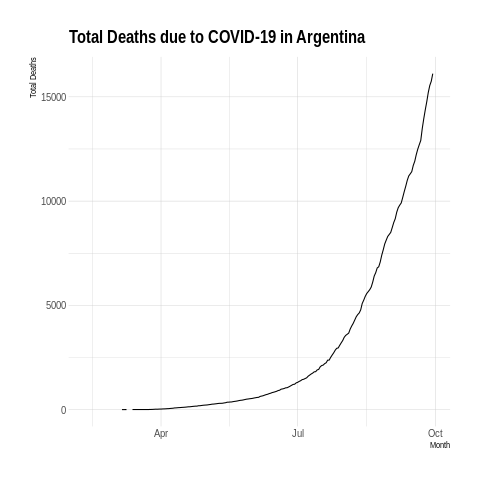 Total Deaths due to COVID-19 in Argentina
Total Deaths
15000
10000
5000
0
Apr
Jul
Oct
Month